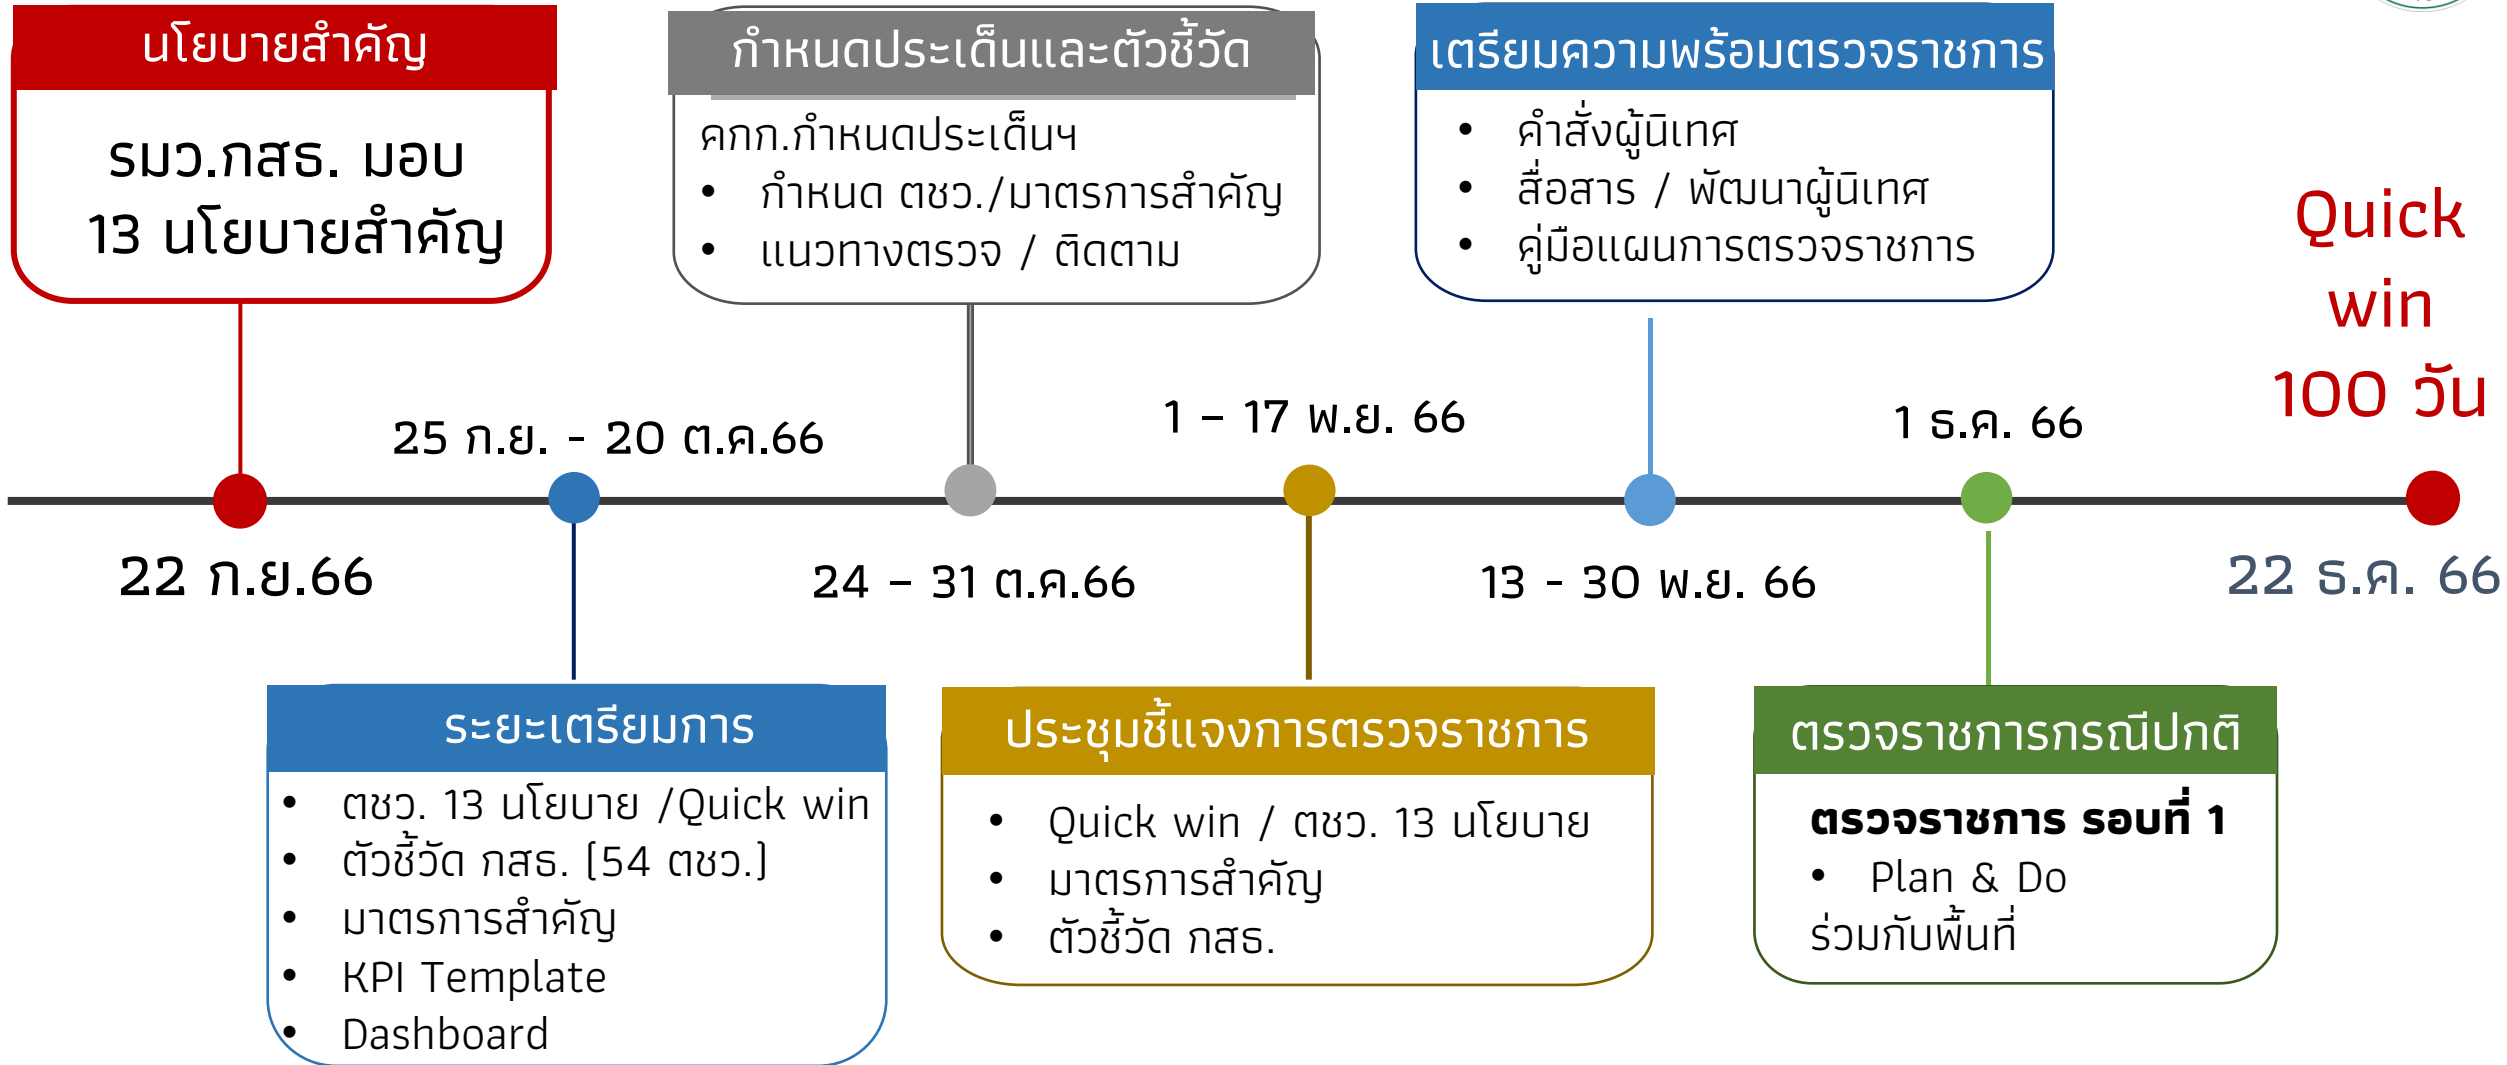 นโยบายสำคัญ
รมว.กสธ. มอบ
13 นโยบายสำคัญ
22 ก.ย.66
25 ก.ย. - 20 ต.ค.66
ระยะเตรียมการ
• ตชว. 13 นโยบาย /Quick win
• ตัวชี้วัด กสธ. (54 ตชว.)
• มาตรการสำคัญ
• KPI Template
• Dashboard
กำหนดประเด็นและตัวชี้วัด
คกก.กำหนดประเด็นฯ
• กำหนด ตชว./มาตรการสำคัญ
• แนวทางตรวจ / ติดตาม
24 – 31 ต.ค.66
1 – 17 พ.ย. 66
ประชุมชี้แจงการตรวจราชการ
• Quick win / ตชว. 13 นโยบาย
• มาตรการสำคัญ
• ตัวชี้วัด กสธ.
เตรียมความพร้อมตรวจราชการ
• คำสั่งผู้นิเทศ
• สื่อสาร / พัฒนาผู้นิเทศ
• คู่มือแผนการตรวจราชการ
13 - 30 พ.ย. 66
1 ธ.ค. 66
ตรวจราชการกรณีปกติ
ตรวจราชการ รอบที่ 1
• Plan & Do
ร่วมกับพื้นที่
Quick
win
100 วัน
22 ธ.ค. 66